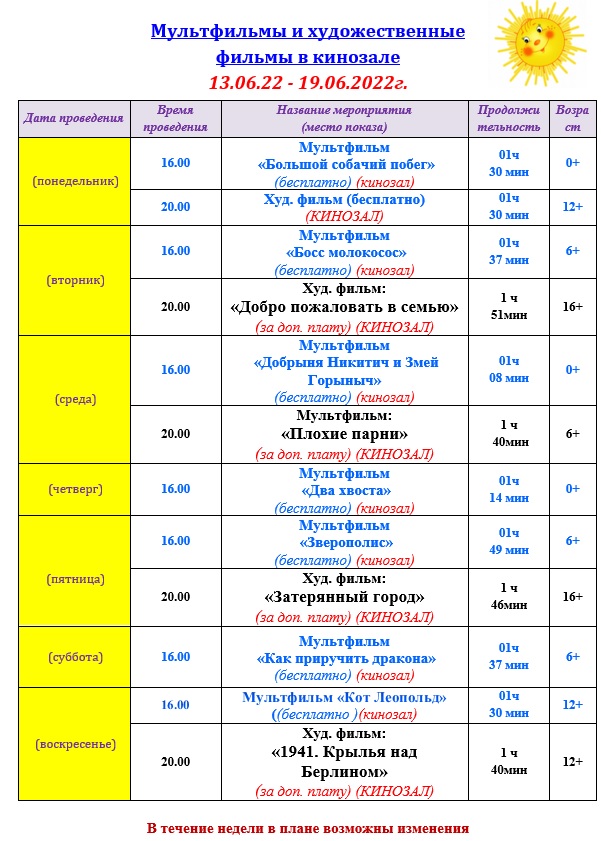 Мультфильмы и художественные
фильмы в кинозале
13.06.22 - 19.06.2022г.
Дата проведения
Время
проведения
Название мероприятия
(место показа)
Продолжи
тельность
Возра
ст
(понедельник)
16.00
Мультфильм
«Большой собачий побег»
(бесплатно) (кинозал)
01ч
30 мин
0+
20.00
Худ. фильм (бесплатно)
(КИНОЗАЛ)
01ч
30 мин
12+
(вторник)
16.00
Мультфильм
«Босс молокосос»
(бесплатно) (кинозал)
01ч
37 мин
6+
20.00
Худ. фильм:
«Добро пожаловать в семью»
(за доп. плату) (КИНОЗАЛ)
1 ч
51мин
16+
(среда)
16.00
Мультфильм
«Добрыня Никитич и Змей
Горыныч»
(бесплатно) (кинозал)
01ч
08 мин
0+
20.00
Мультфильм:
«Плохие парни»
(за доп. плату) (КИНОЗАЛ)
1 ч
40мин
6+
(четверг)
16.00
Мультфильм
«Два хвоста»
(бесплатно) (кинозал)
01ч
14 мин
0+
(пятница)
16.00
Мультфильм
«Зверополис»
(бесплатно) (кинозал)
01ч
49 мин
6+
20.00
Худ. фильм:
«Затерянный город»
(за доп. плату) (КИНОЗАЛ)
1 ч
46мин
16+
(суббота)
16.00
Мультфильм
«Как приручить дракона»
(бесплатно) (кинозал)
01ч
37 мин
6+
(воскресенье)
16.00
Мультфильм «Кот Леопольд»
((бесплатно )(кинозал)
01ч
30 мин
12+
20.00
Худ. фильм:
«1941. Крылья над
Берлином»
(за доп. плату) (КИНОЗАЛ)
1 ч
40мин
12+
В течение недели в плане возможны изменения